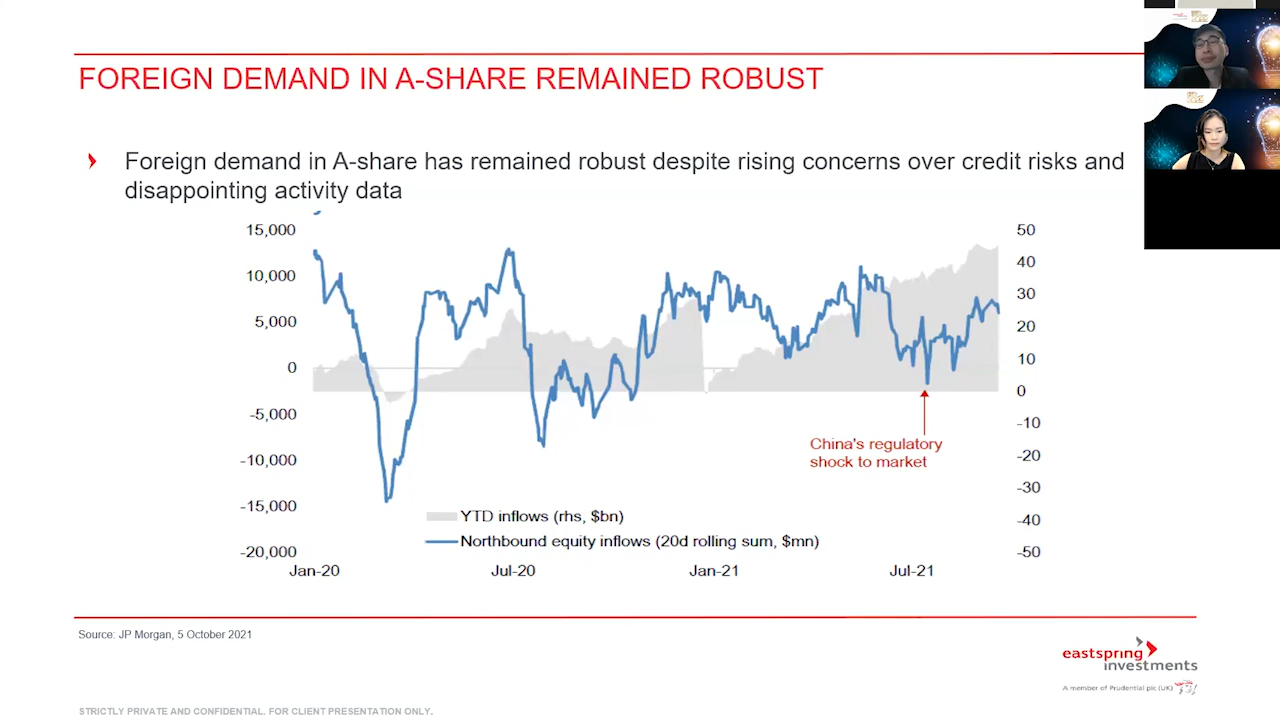 FOREIGN DEMAND IN A-SHARE REMAINED ROBUST
Foreign demand in A-share has remained robust despite rising concerns over credit risks and
disappointing activity data
15,000
10,000
5,000
0
-5,000
-10,000
-15,000
-20,000
50
40
30
20
10
0
-10
-20
-30
-40
-50
China's regulatory
shock to market
YTD inflows (rhs, $bn)
Northbound equity inflows (20d rolling sum, $mn)
Jan-20
Jul-20
Jan-21
Jul-21
Source: JP Morgan, 5 October 2021
eastspring
investments
A member of Prudential plc (UK)
STRICTLY PRIVATE AND CONFIDENTIAL. FOR CLIENT PRESENTATION ONLY.